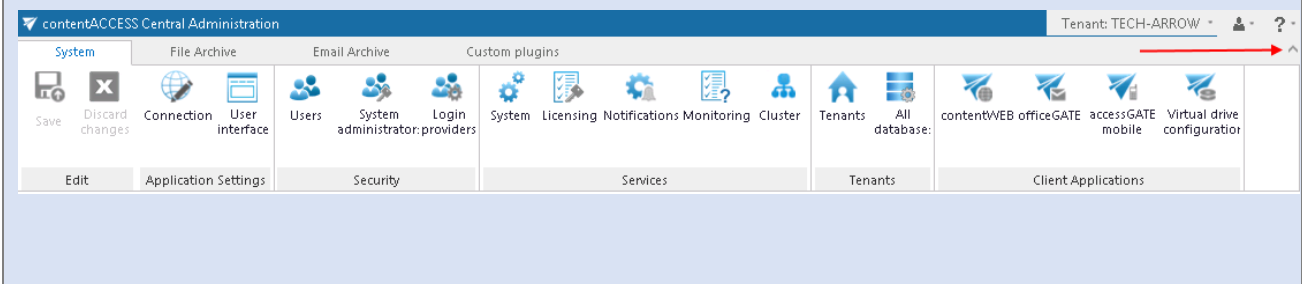 contentACCESS Central Administration
Tenant: TECH-ARROW
?
System File Archive Email Archive Custom plugins
Save Discard Connection User Users System Login System Licensing Notifications Monitoring Cluster Tenants All contentWEB officeGATE accessGATE Virtual drive
changes interface administrator: providers database: mobile configuration
Edit Application Settings Security Services Tenants Client Applications